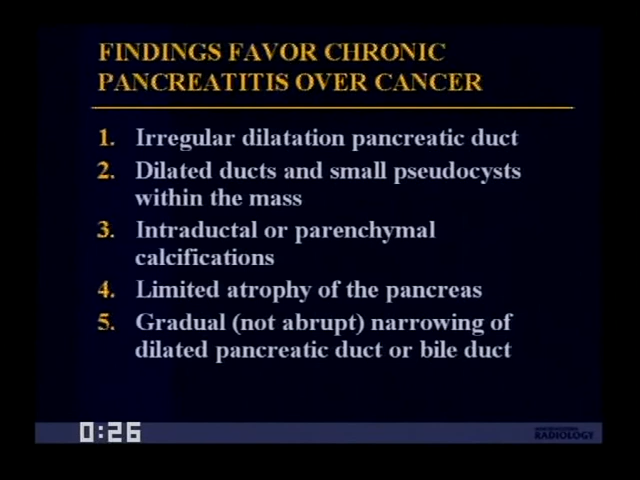 FINDINGS FAVOR CHRONIC
PANCREATITIS OVER CANCER
1. Irregular dilatation pancreatic duct
2. Dilated ducts and small pseudocysts
within the mass
3. Intraductal or parenchymal
calcifications
4. Limited atrophy of the pancreas
5. Gradual (not abrupt) narrowing of
dilated pancreatic duct or bile duct
0:26
RADIOLOGY